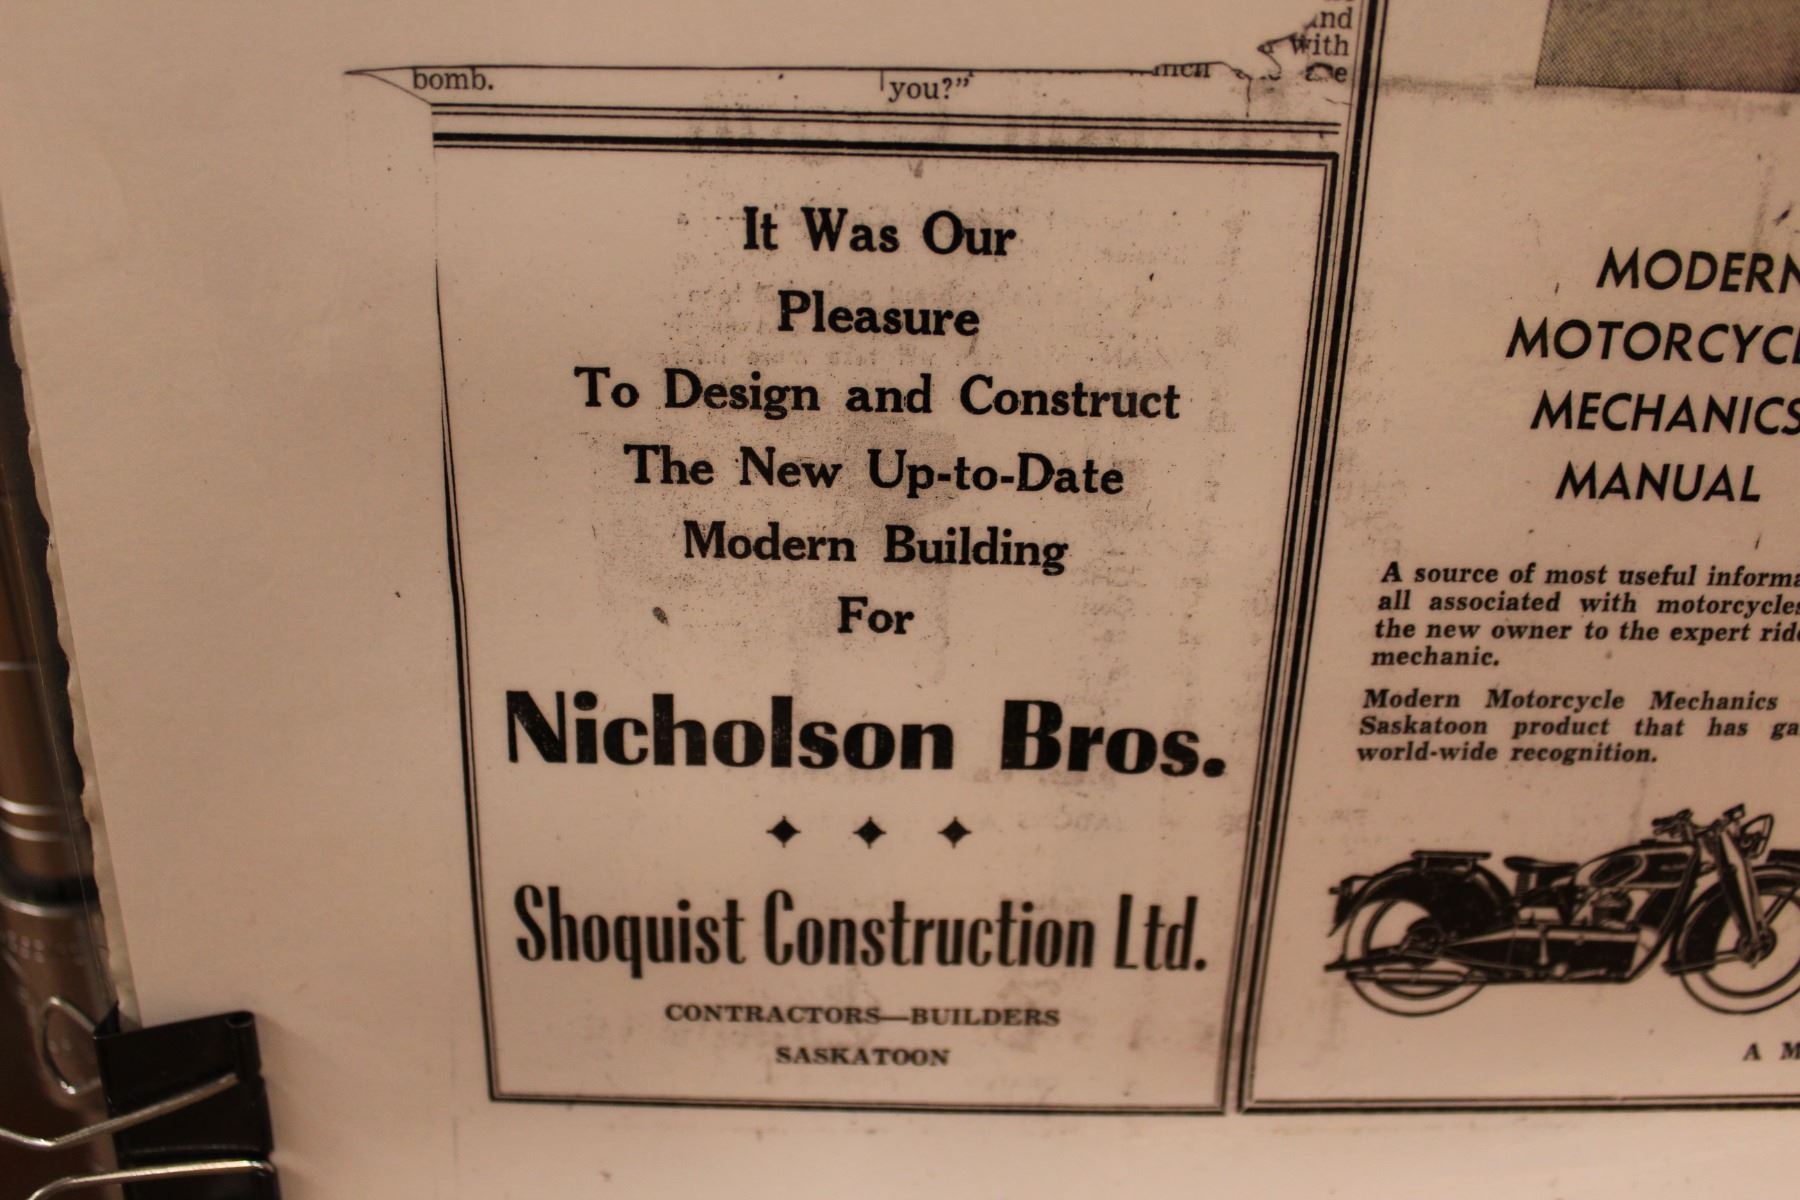 and
with
bomb.
you?"
It Was Our
Pleasure
To Design and Construct
The New Up-to-Date
Modern Building
For
Nicholson Bros.
Shoquist Construction Ltd.
CONTRACTORS—BUILDERS
SASKATOON
MODERN
MOTORCYCL
MECHANICS
MANUAL
A source of most useful informa
all associated with motorcycles
the new owner to the expert ride
mechanic.
Modern Motorcycle Mechanics
Saskatoon product that has ga
world-wide recognition.
A M